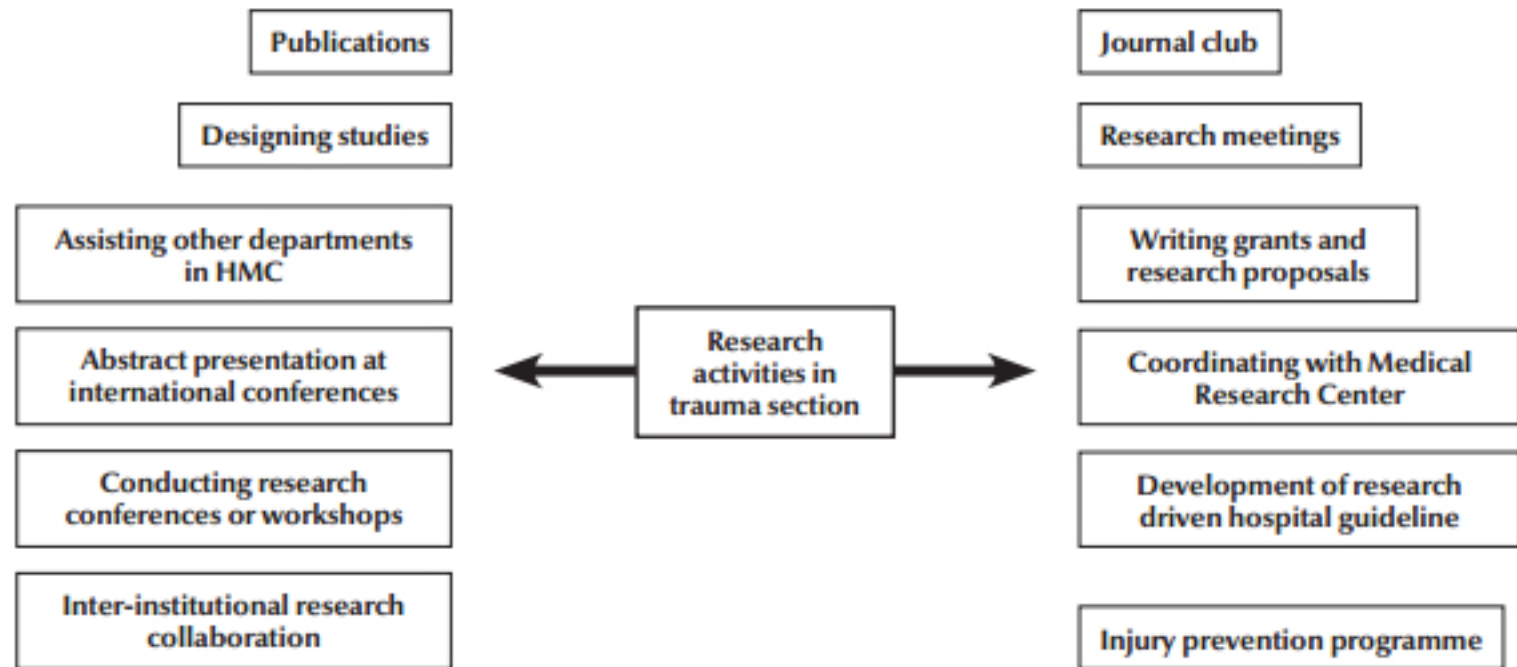 Publications
Designing studies
Assisting other departments
in HMC
Abstract presentation at
international conferences
Conducting research
conferences or workshops
Inter-institutional research
collaboration
Research
activities in
trauma section
Journal club
Research meetings
Writing grants and
research proposals
Coordinating with Medical
Research Center
Development of research
driven hospital guideline
Injury prevention programme